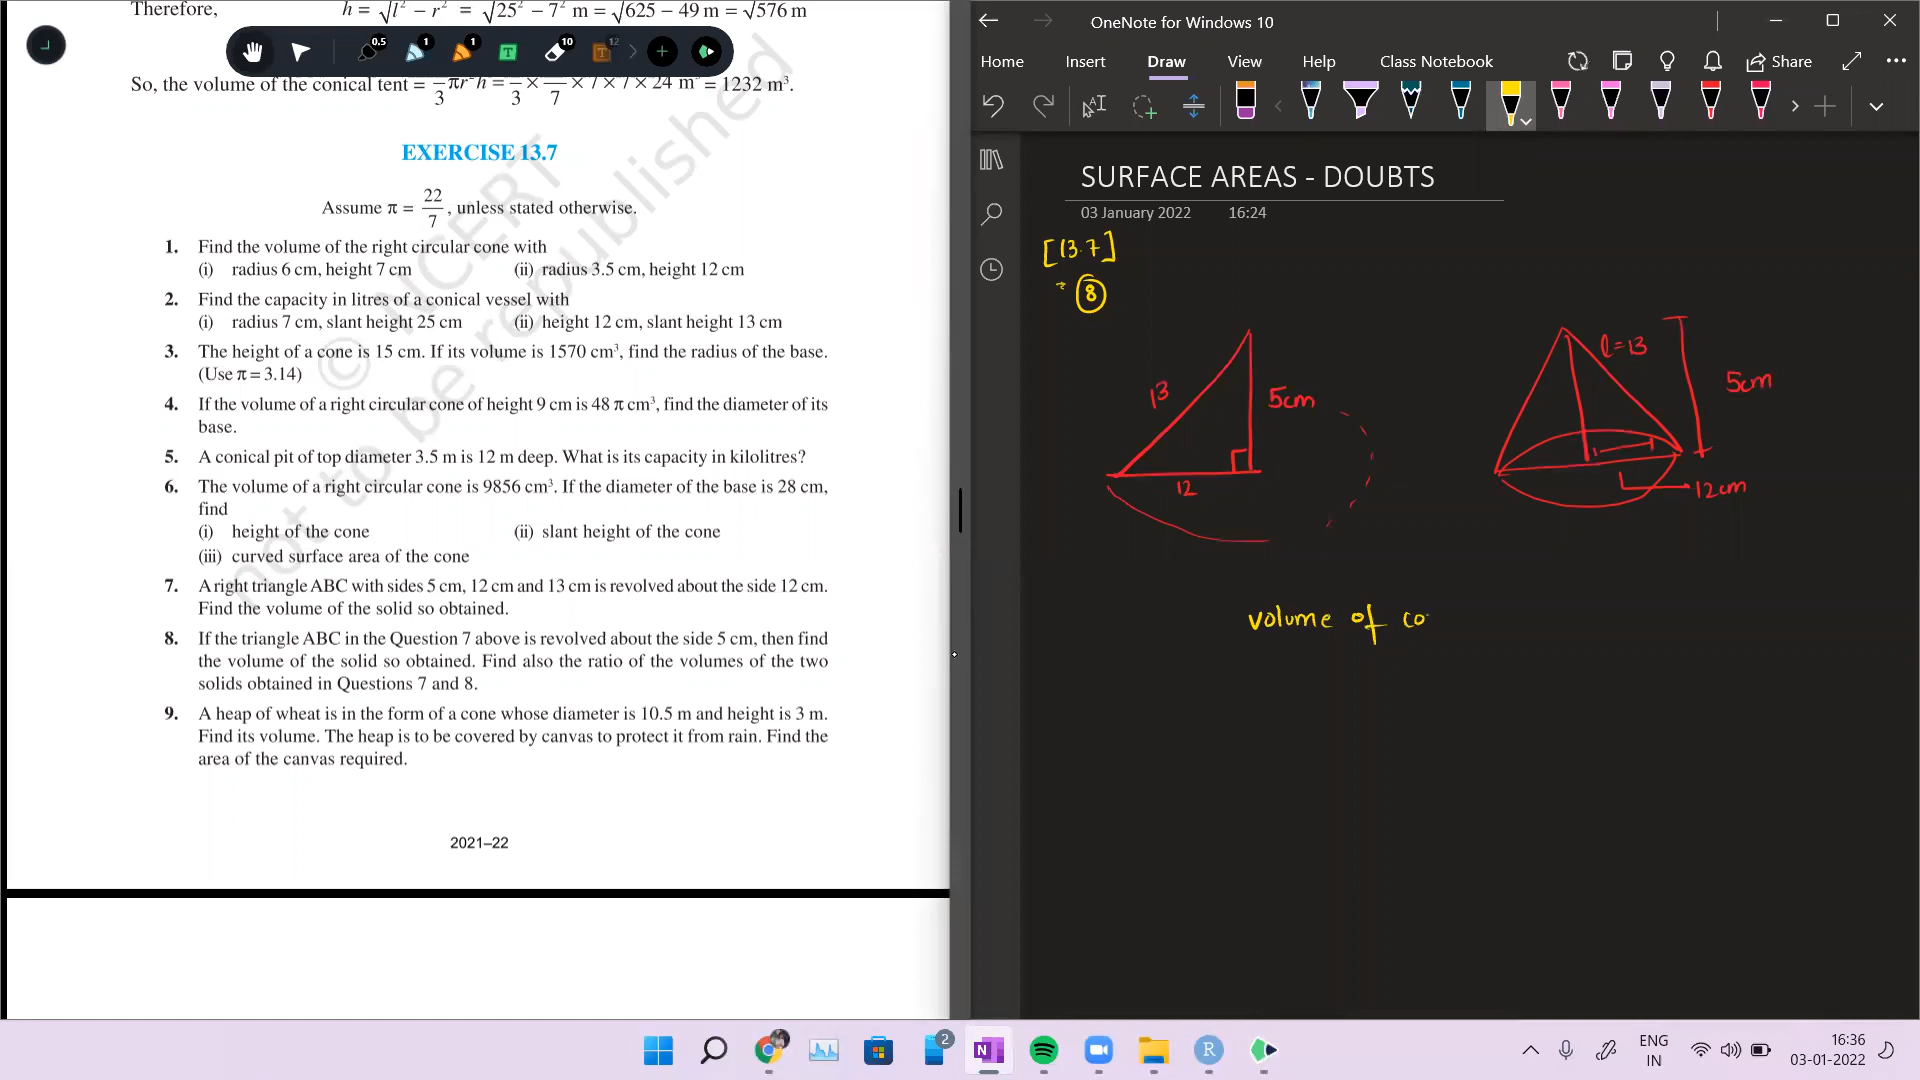 Therefore, h = √l² − r² = √25² − 7² m = √625 − 49 m = √576 m
0.5 1 1 T 10 T 12
So, the volume of the conical tent = 1/3 πr²h = 1/3 × 22/7 × 7 × 7 × 24 m³ = 1232 m³.
EXERCISE 13.7
Assume π = 22/7, unless stated otherwise.
1. Find the volume of the right circular cone with
(i) radius 6 cm, height 7 cm (ii) radius 3.5 cm, height 12 cm
2. Find the capacity in litres of a conical vessel with
(i) radius 7 cm, slant height 25 cm (ii) height 12 cm, slant height 13 cm
3. The height of a cone is 15 cm. If its volume is 1570 cm³, find the radius of the base.
(Use π = 3.14)
4. If the volume of a right circular cone of height 9 cm is 48 π cm³, find the diameter of its
base.
5. A conical pit of top diameter 3.5 m is 12 m deep. What is its capacity in kilolitres?
6. The volume of a right circular cone is 9856 cm³. If the diameter of the base is 28 cm,
find
(i) height of the cone (ii) slant height of the cone
(iii) curved surface area of the cone
7. A right triangle ABC with sides 5 cm, 12 cm and 13 cm is revolved about the side 12 cm.
Find the volume of the solid so obtained.
8. If the triangle ABC in the Question 7 above is revolved about the side 5 cm, then find
the volume of the solid so obtained. Find also the ratio of the volumes of the two
solids obtained in Questions 7 and 8.
9. A heap of wheat is in the form of a cone whose diameter is 10.5 m and height is 3 m.
Find its volume. The heap is to be covered by canvas to protect it from rain. Find the
area of the canvas required.
2021–22
© NCERT
not to be republished
OneNote for Windows 10
Home Insert Draw View Help Class Notebook Share
SURFACE AREAS - DOUBTS
03 January 2022 16:24
[13.7]
8
13 5cm
12
l=13
5cm
12cm
volume of co
2
N
R
ENG
IN
16:36
03-01-2022